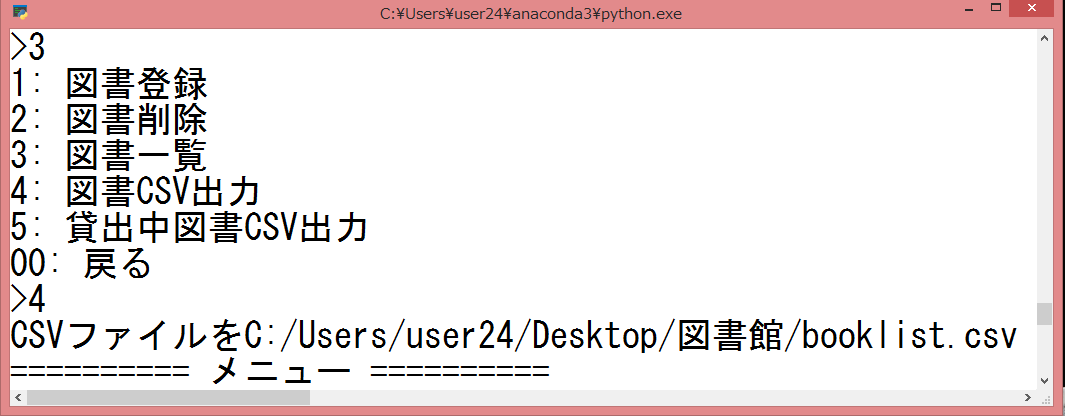 C:¥Users¥user24¥anaconda3¥python.exe
>3
1: 図書登録
2: 図書削除
3: 図書一覧
4: 図書CSV出力
5: 貸出中図書CSV出力
00: 戻る
>4
CSVファイルをC:/Users/user24/Desktop/図書館/booklist.csv
========== メニュー ==========